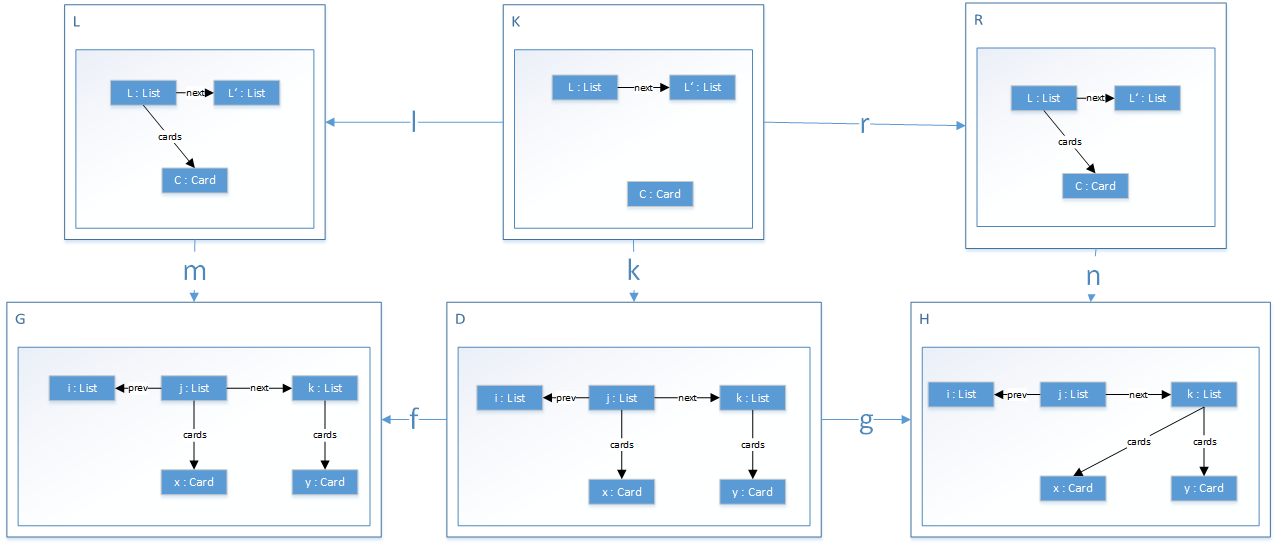 L
L : List
next
L' : List
cards
C : Card
l
K
L : List
next
L' : List
C : Card
r
R
L : List
next
L' : List
cards
C : Card
m
k
n
G
i : List
prev
j : List
next
k : List
cards
cards
x : Card
y : Card
f
D
i : List
prev
j : List
next
k : List
cards
cards
x : Card
y : Card
g
H
i : List
prev
j : List
next
k : List
cards
cards
x : Card
y : Card